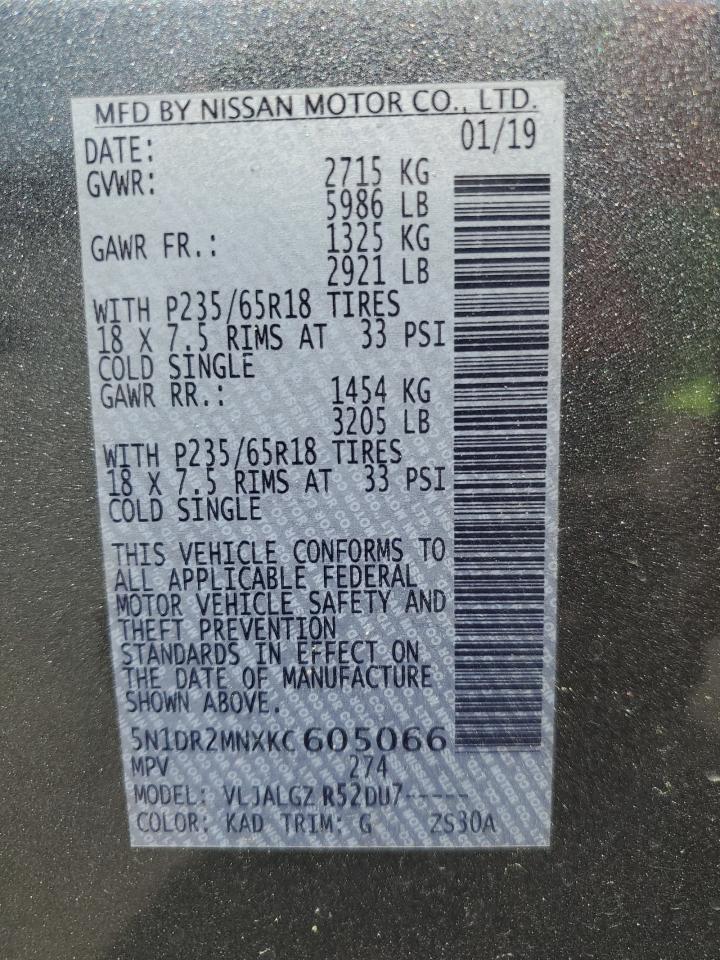 MFD BY NISSAN MOTOR CO., LTD.
DATE: 01/19
GVWR: 2715 KG
5986 LB
GAWR FR.: 1325 KG
2921 LB
WITH P235/65R18 TIRES
18 X 7.5 RIMS AT 33 PSI
COLD SINGLE
GAWR RR.: 1454 KG
3205 LB
WITH P235/65R18 TIRES
18 X 7.5 RIMS AT 33 PSI
COLD SINGLE
THIS VEHICLE CONFORMS TO
ALL APPLICABLE FEDERAL
MOTOR VEHICLE SAFETY AND
THEFT PREVENTION
STANDARDS IN EFFECT ON
THE DATE OF MANUFACTURE
SHOWN ABOVE.
5N1DR2MNXKC605066
MPV 274
MODEL: VLJALGZ R52DU7-----
COLOR: KAD TRIM: G 2S30A